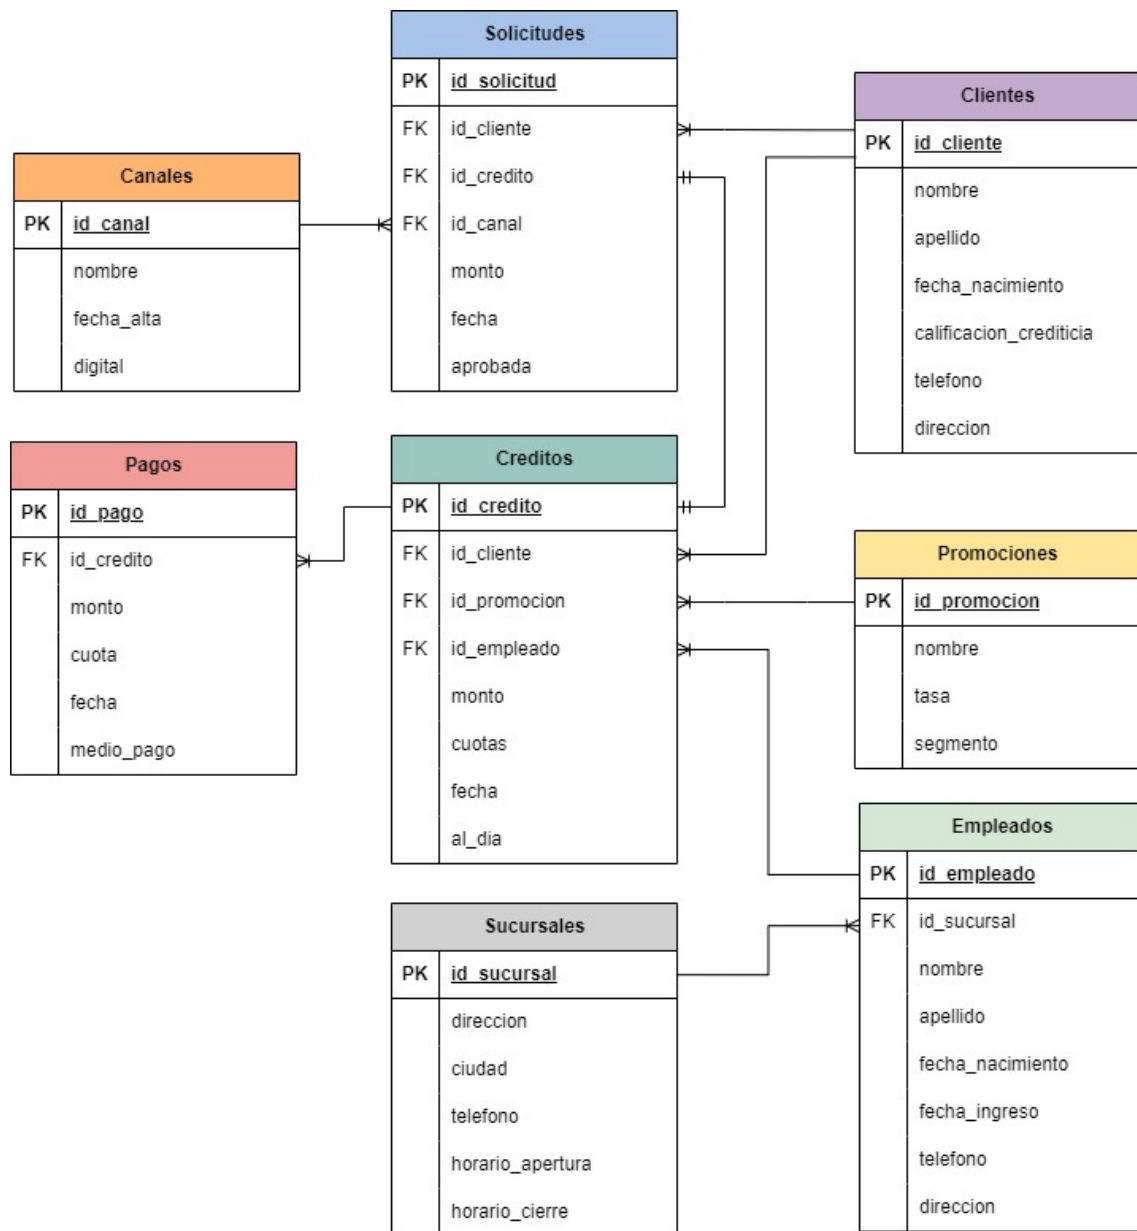 Solicitudes
PK id_solicitud
FK id_cliente
FK id_credito
FK id_canal
monto
fecha
aprobada
Clientes
PK id_cliente
nombre
apellido
fecha_nacimiento
calificacion_crediticia
telefono
direccion
Canales
PK id_canal
nombre
fecha_alta
digital
Pagos
PK id_pago
FK id_credito
monto
cuota
fecha
medio_pago
Creditos
PK id_credito
FK id_cliente
FK id_promocion
FK id_empleado
monto
cuotas
fecha
al_dia
Promociones
PK id_promocion
nombre
tasa
segmento
Sucursales
PK id_sucursal
direccion
ciudad
telefono
horario_apertura
horario_cierre
Empleados
PK id_empleado
FK id_sucursal
nombre
apellido
fecha_nacimiento
fecha_ingreso
telefono
direccion